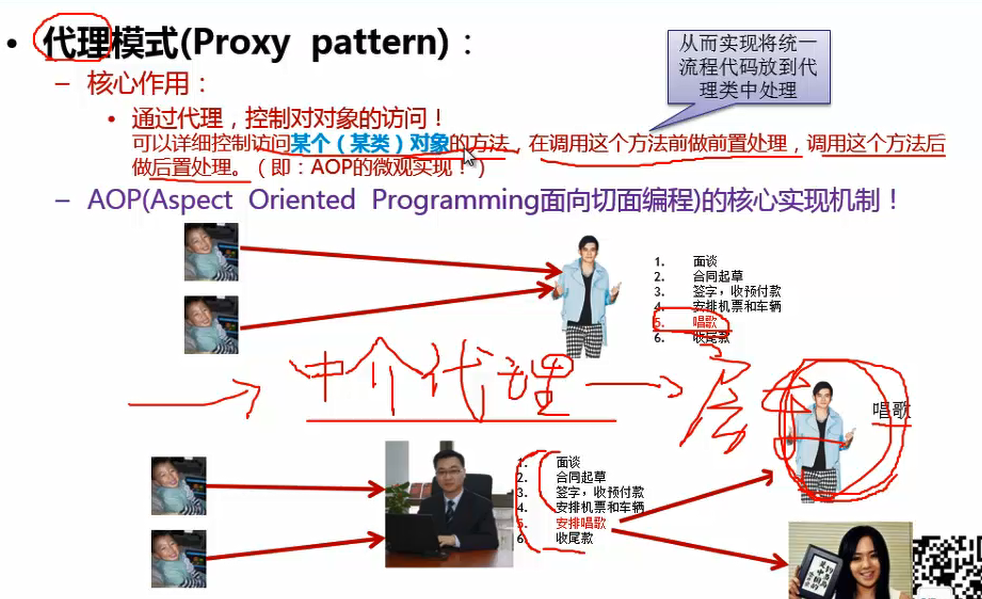 • 代理模式(Proxy pattern)：
– 核心作用：
• 通过代理，控制对对象的访问！
可以详细控制访问某个（某类）对象的方法，在调用这个方法前做前置处理，调用这个方法后
做后置处理。（即：AOP的微观实现！）
从而实现将统一
流程代码放到代
理类中处理
– AOP(Aspect Oriented Programming面向切面编程)的核心实现机制！
1. 面谈
2. 合同起草
3. 签字，收预付款
4. 安排机票和车辆
5. 唱歌
6. 收尾款
中介代理
唱歌
1. 面谈
2. 合同起草
3. 签字，收预付款
4. 安排机票和车辆
5. 安排唱歌
6 收尾款